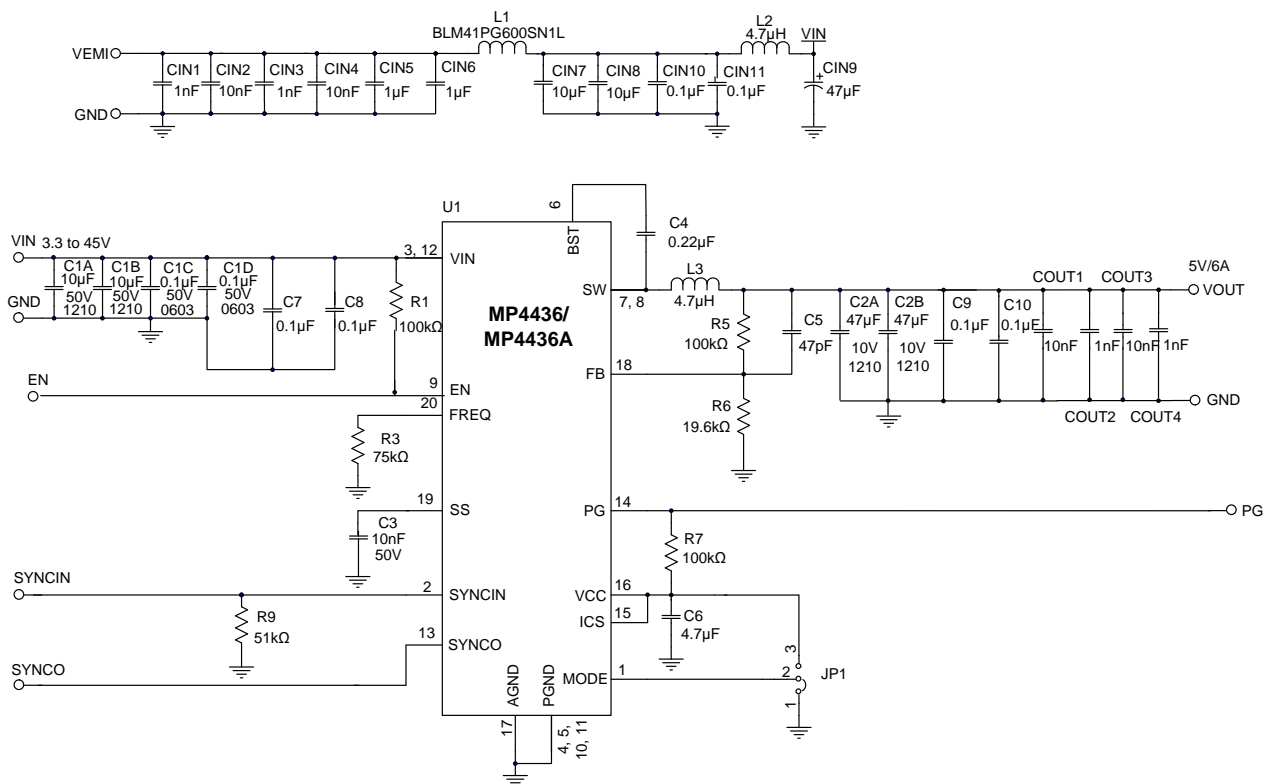 L1
BLM41PG600SN1L
L2
4.7µH
VIN
VEMI
CIN1
1nF
CIN2
10nF
CIN3
1nF
CIN4
10nF
CIN5
1µF
CIN6
1µF
CIN7
10µF
CIN8
10µF
CIN10
0.1µF
CIN11
0.1µF
+
CIN9
47µF
GND
U1
6
BST
C4
0.22µF
VIN 3.3 to 45V
3, 12
VIN
C1A
10µF
50V
1210
C1B
10µF
50V
1210
C1C
0.1µF
50V
0603
C1D
0.1µF
50V
0603
C7
0.1µF
C8
0.1µF
R1
100kΩ
GND
MP4436/
MP4436A
SW
7, 8
L3
4.7µH
COUT1
COUT3
5V/6A
VOUT
R5
100kΩ
C5
47pF
C2A
47µF
10V
1210
C2B
47µF
10V
1210
C9
0.1µF
C10
0.1µF
10nF
1nF
10nF
1nF
FB
18
EN
9
EN
20
FREQ
R6
19.6kΩ
GND
COUT2
COUT4
R3
75kΩ
19
SS
C3
10nF
50V
PG
14
PG
R7
100kΩ
SYNCIN
2
SYNCIN
R9
51kΩ
VCC
16
ICS
15
C6
4.7µF
13
SYNCO
SYNCO
MODE
1
3
2
1
JP1
AGND
PGND
17
4, 5,
10, 11